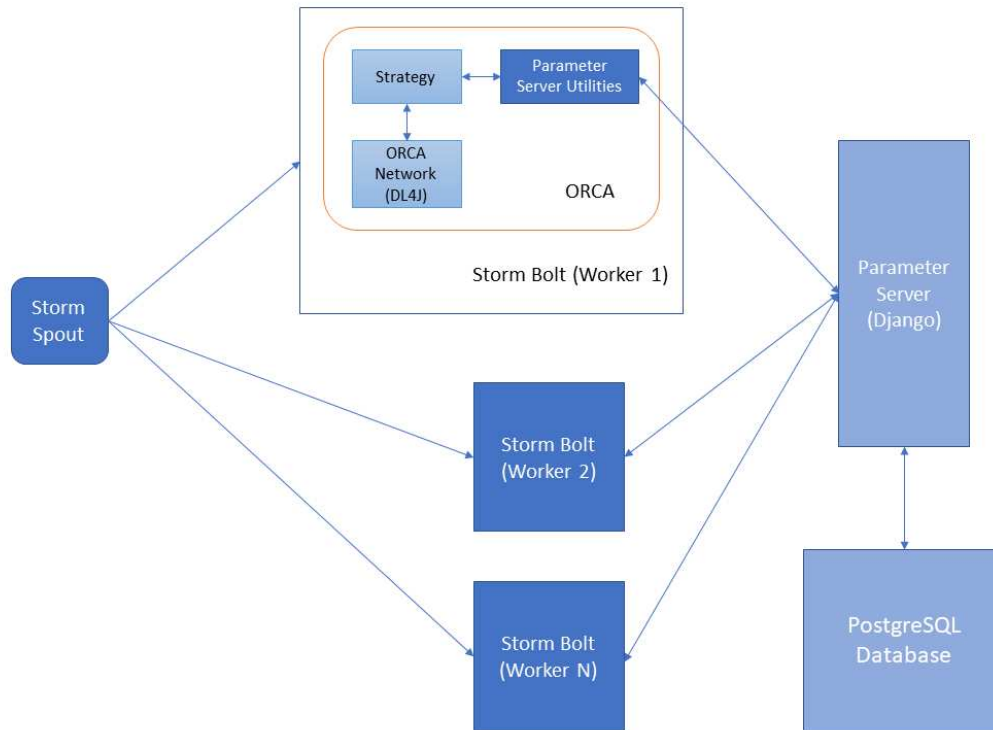 Strategy
Parameter
Server Utilities
ORCA
Network
(DL4J)
ORCA
Storm Bolt (Worker 1)
Storm
Spout
Parameter
Server
(Django)
Storm Bolt
(Worker 2)
Storm Bolt
(Worker N)
PostgreSQL
Database